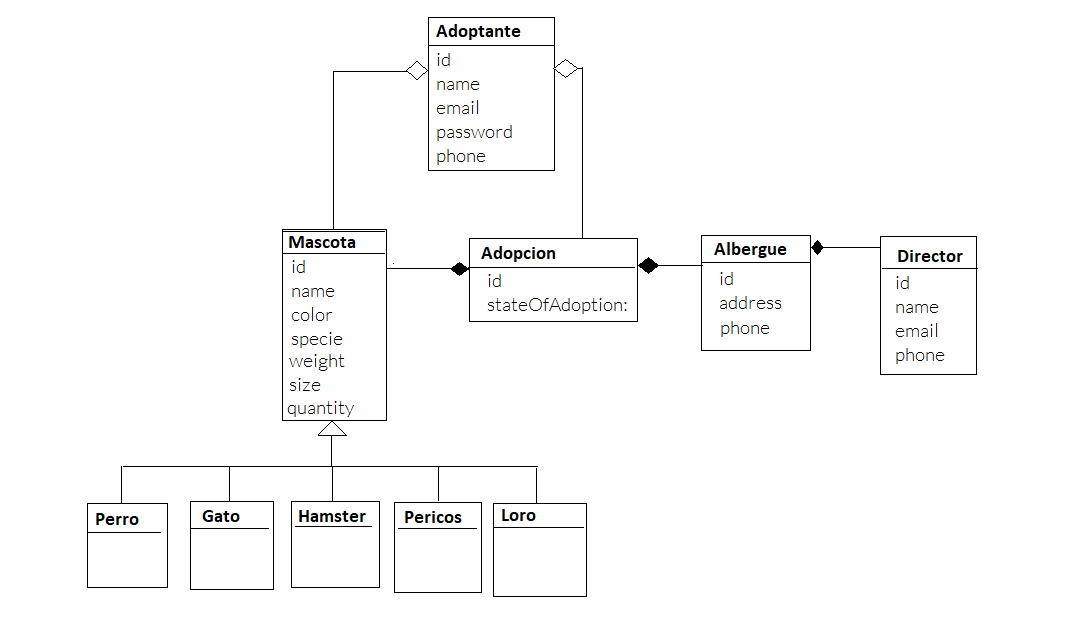 Adoptante
id
name
email
password
phone
Mascota
id
name
color
specie
weight
size
quantity
Adopcion
id
stateOfAdoption:
Albergue
id
address
phone
Director
id
name
email
phone
Perro
Gato
Hamster
Pericos
Loro